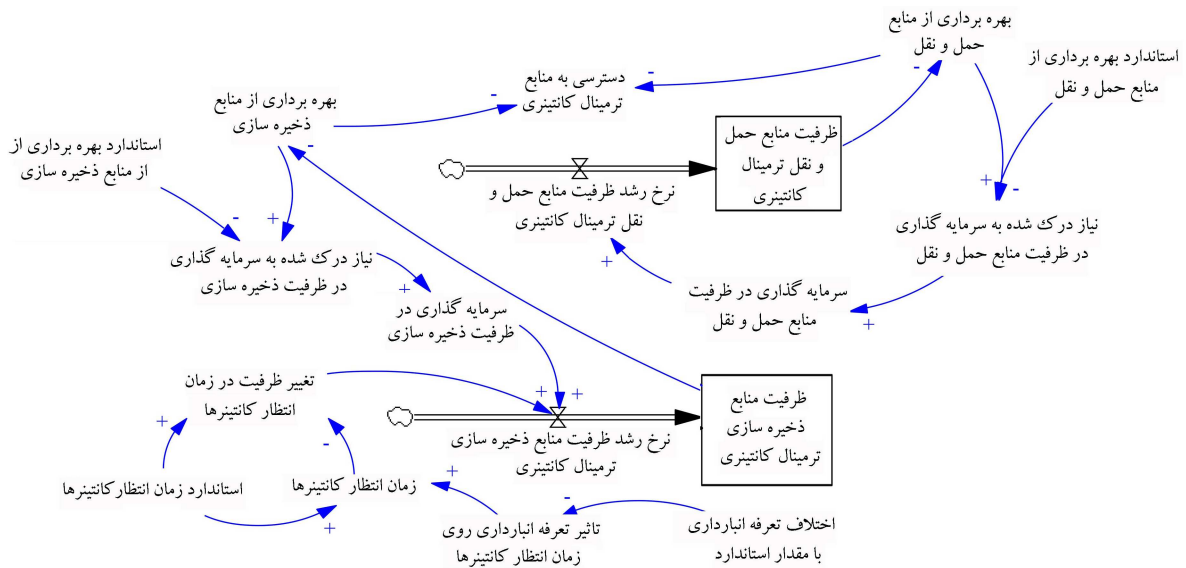 بهره برداری از منابع
حمل و نقل
استاندارد بهره برداری از
منابع حمل و نقل
دسترسی به منابع
ترمینال کانتینری
بهره برداری از منابع
ذخیره سازی
استاندارد بهره برداری از
از منابع ذخیره سازی
ظرفیت منابع حمل
و نقل ترمینال
کانتینری
نرخ رشد ظرفیت منابع حمل و
نقل ترمینال کانتینری
نیاز درک شده به سرمایه گذاری
در ظرفیت منابع حمل و نقل
نیاز درک شده به سرمایه گذاری
در ظرفیت ذخیره سازی
سرمایه گذاری در ظرفیت
منابع حمل و نقل
سرمایه گذاری در
ظرفیت ذخیره سازی
تغییر ظرفیت در زمان
انتظار کانتینرها
ظرفیت منابع
ذخیره سازی
ترمینال کانتینری
نرخ رشد ظرفیت منابع ذخیره سازی
ترمینال کانتینری
استاندارد زمان انتظارکانتینرها
زمان انتظار کانتینرها
تاثیر تعرفه انبارداری روی
زمان انتظار کانتینرها
اختلاف تعرفه انبارداری
با مقدار استاندارد